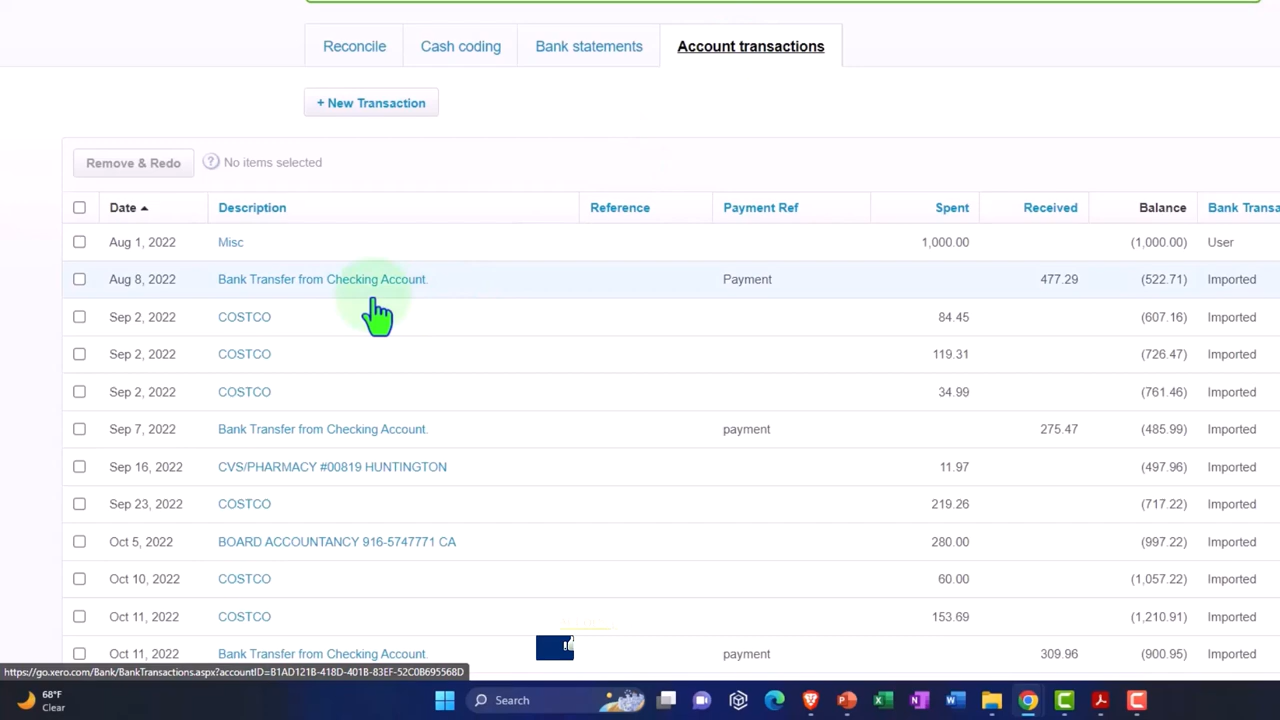 Reconcile Cash coding Bank statements Account transactions
+ New Transaction
Remove & Redo ? No items selected
Date Description Reference Payment Ref Spent Received Balance Bank Transa
Aug 1, 2022 Misc 1,000.00 (1,000.00) User
Aug 8, 2022 Bank Transfer from Checking Account. Payment 477.29 (522.71) Imported
Sep 2, 2022 COSTCO 84.45 (607.16) Imported
Sep 2, 2022 COSTCO 119.31 (726.47) Imported
Sep 2, 2022 COSTCO 34.99 (761.46) Imported
Sep 7, 2022 Bank Transfer from Checking Account. payment 275.47 (485.99) Imported
Sep 16, 2022 CVS/PHARMACY #00819 HUNTINGTON 11.97 (497.96) Imported
Sep 23, 2022 COSTCO 219.26 (717.22) Imported
Oct 5, 2022 BOARD ACCOUNTANCY 916-5747771 CA 280.00 (997.22) Imported
Oct 10, 2022 COSTCO 60.00 (1,057.22) Imported
Oct 11, 2022 COSTCO 153.69 (1,210.91) Imported
Oct 11, 2022 Bank Transfer from Checking Account. payment 309.96 (900.95) Imported
https://go.xero.com/Bank/BankTransactions.aspx?accountID=B1AD121B-418D-401B-83EF-52C0B695568D
68°F
Clear
Search